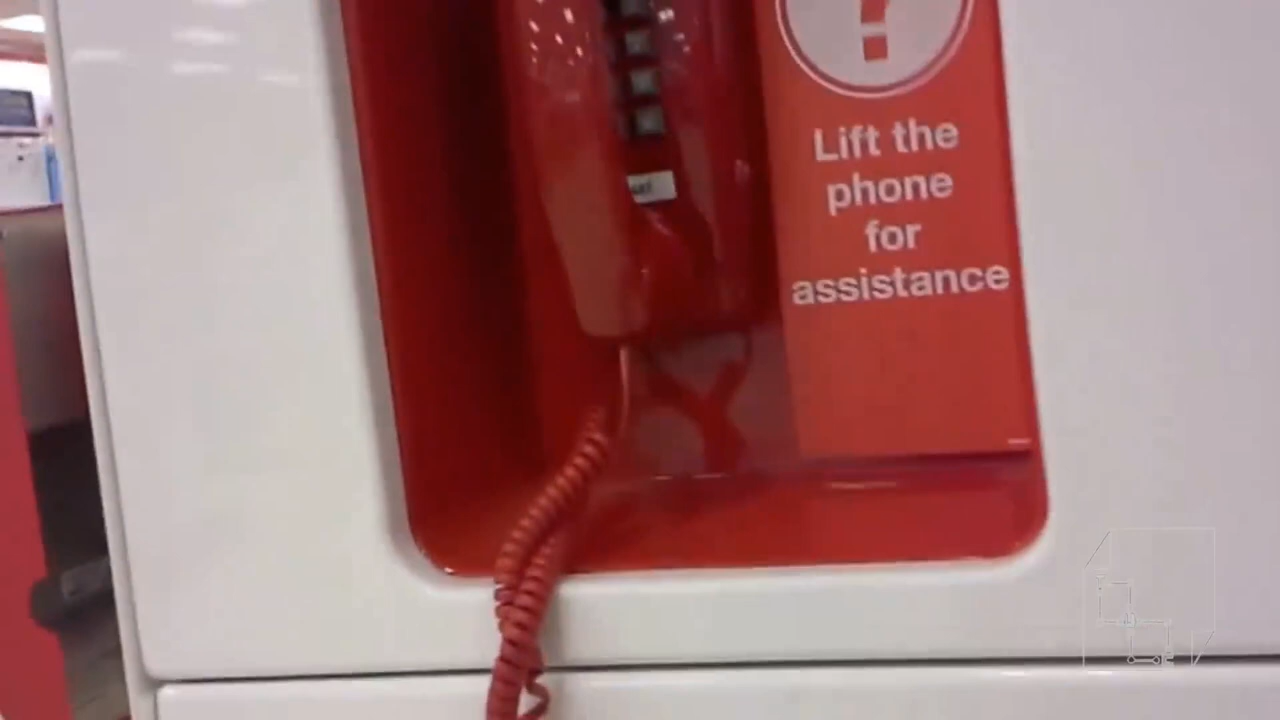 ?
Lift the
phone
for
assistance